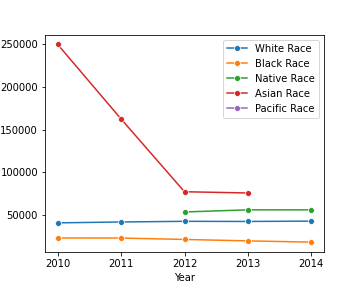 250000
200000
150000
100000
50000
White Race
Black Race
Native Race
Asian Race
Pacific Race
2010 2011 2012 2013 2014
Year